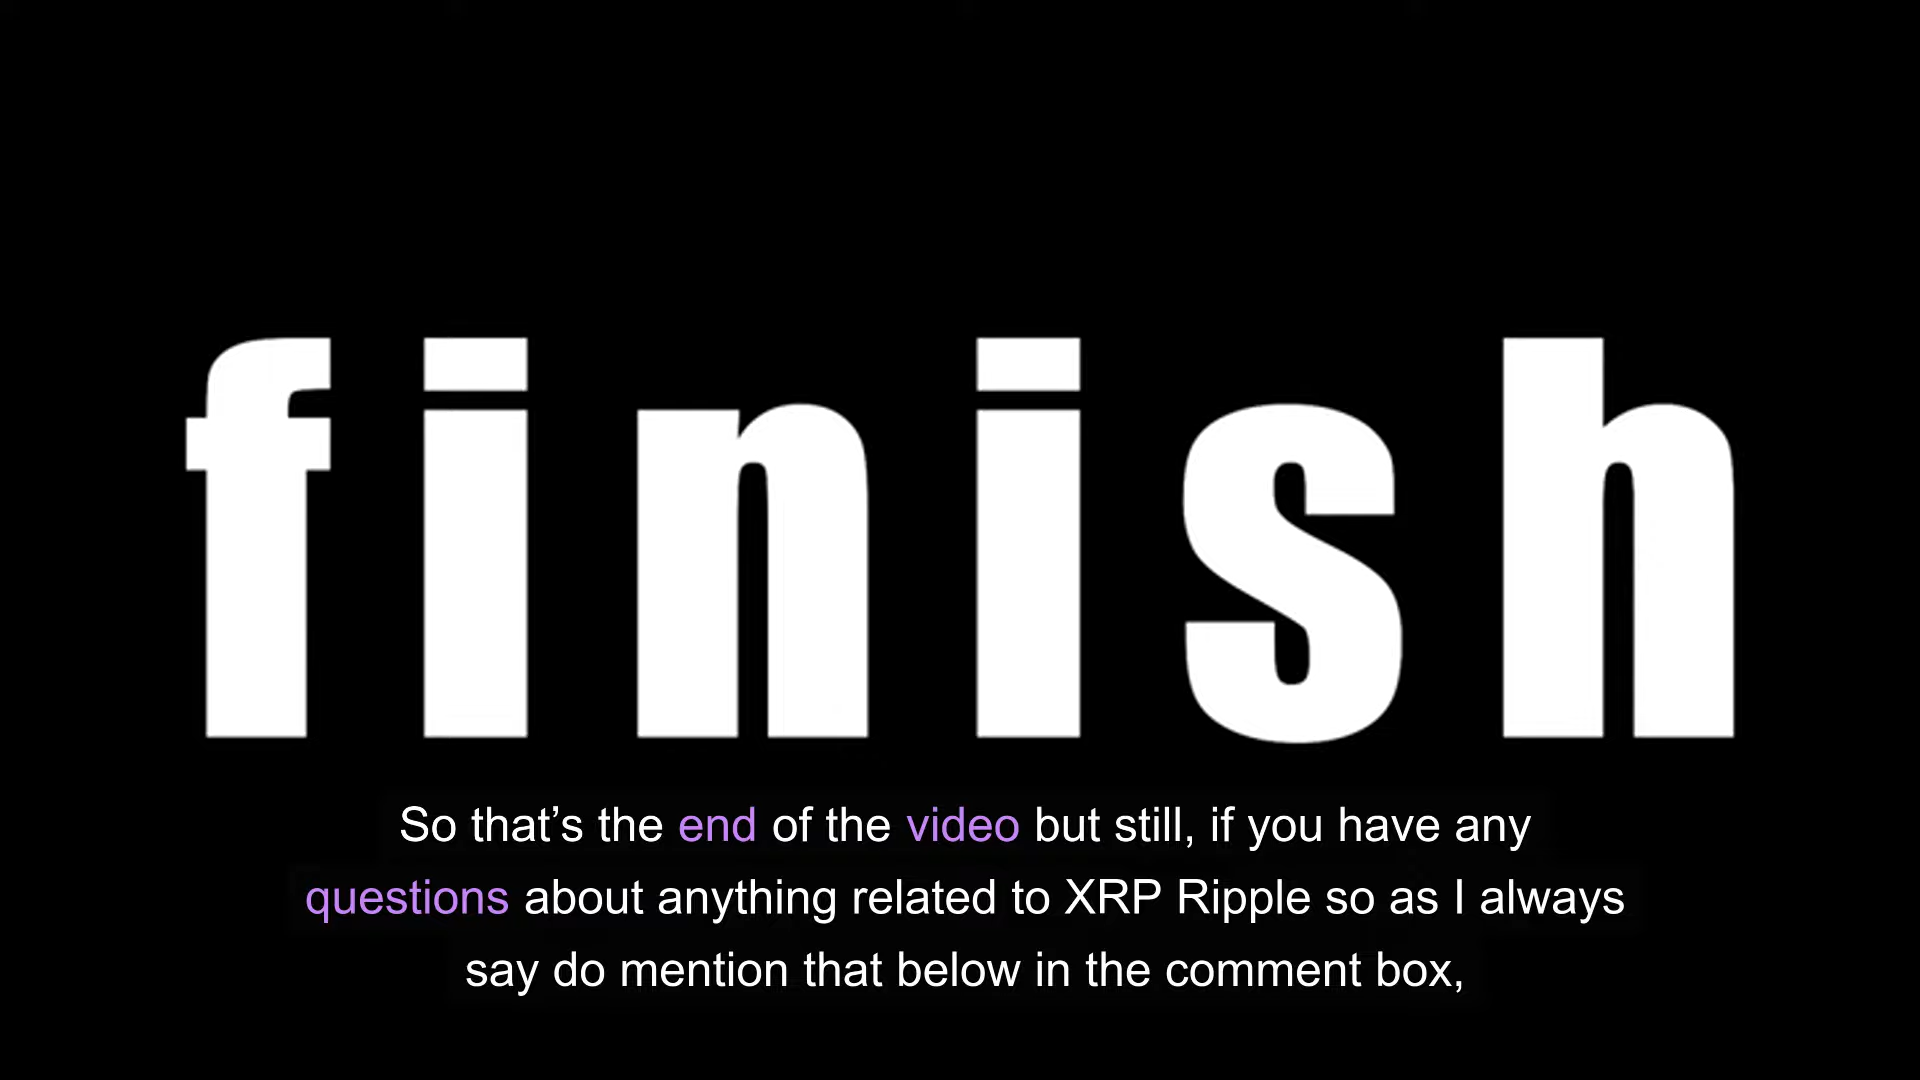 finish
So that’s the end of the video but still, if you have any
questions about anything related to XRP Ripple so as I always
say do mention that below in the comment box,